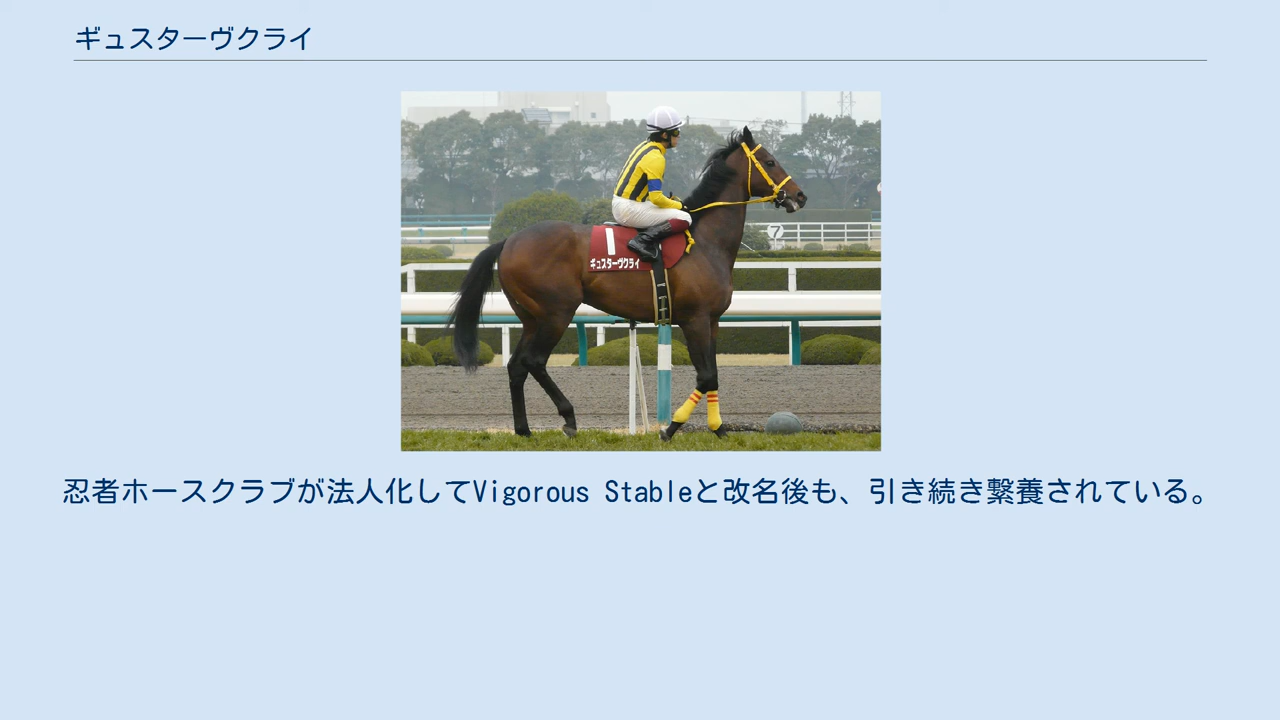 ギュスターヴクライ
7
1
ギュスターヴクライ
忍者ホースクラブが法人化してVigorous Stableと改名後も、引き続き繋養されている。